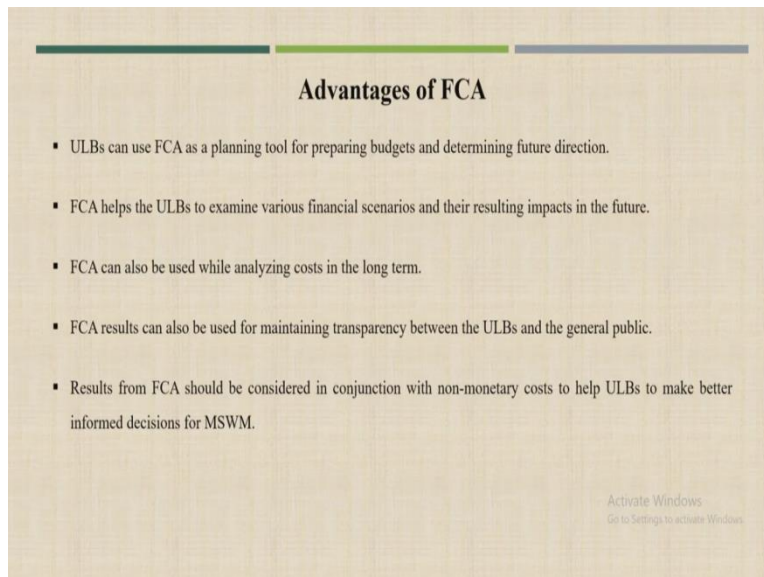 Advantages of FCA
▪ ULBs can use FCA as a planning tool for preparing budgets and determining future direction.
▪ FCA helps the ULBs to examine various financial scenarios and their resulting impacts in the future.
▪ FCA can also be used while analyzing costs in the long term.
▪ FCA results can also be used for maintaining transparency between the ULBs and the general public.
▪ Results from FCA should be considered in conjunction with non-monetary costs to help ULBs to make better
informed decisions for MSWM.
Activate Windows
Go to Settings to activate Windows.